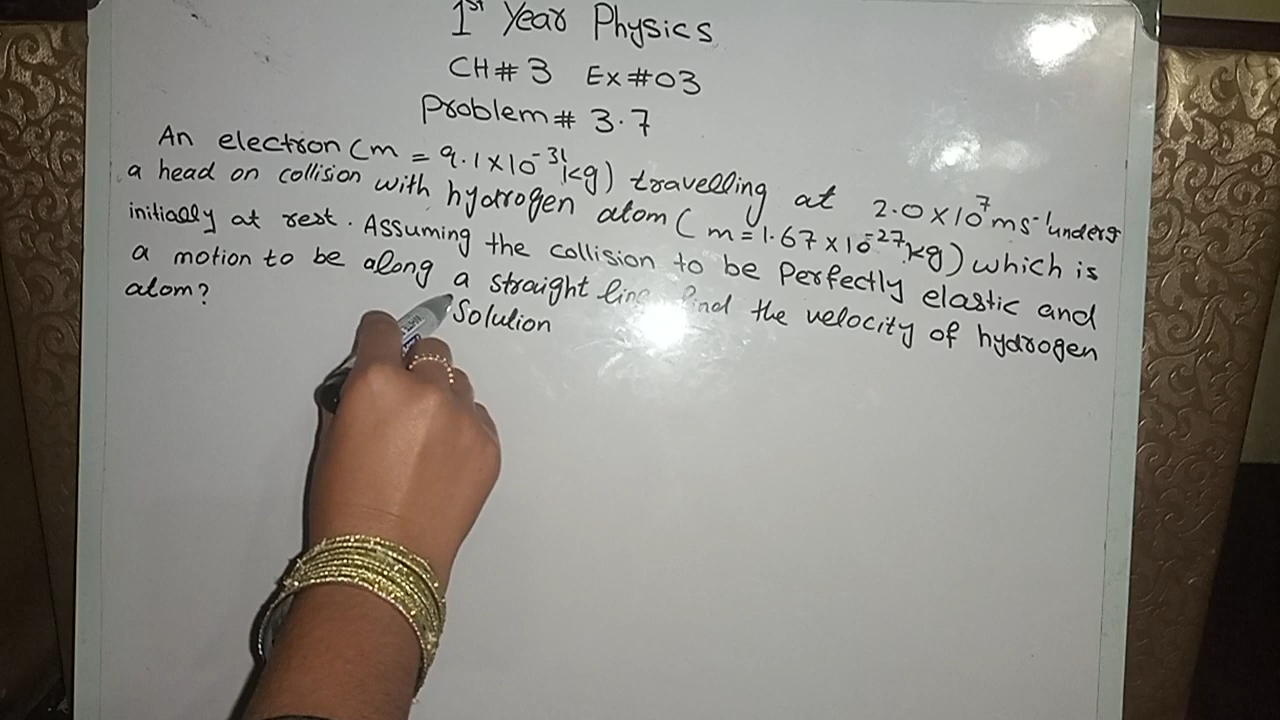 1st Year Physics
CH# 3 Ex #03
Problem# 3.7
An electron (m = 9.1×10⁻³¹kg) travelling at 2.0×10⁷ms⁻¹ underg
a head on collision with hydrogen atom (m=1.67×10⁻²⁷kg) which is
initially at rest. Assuming the collision to be Perfectly elastic and
a motion to be along a straight line find the velocity of hydrogen
atom?
Solution